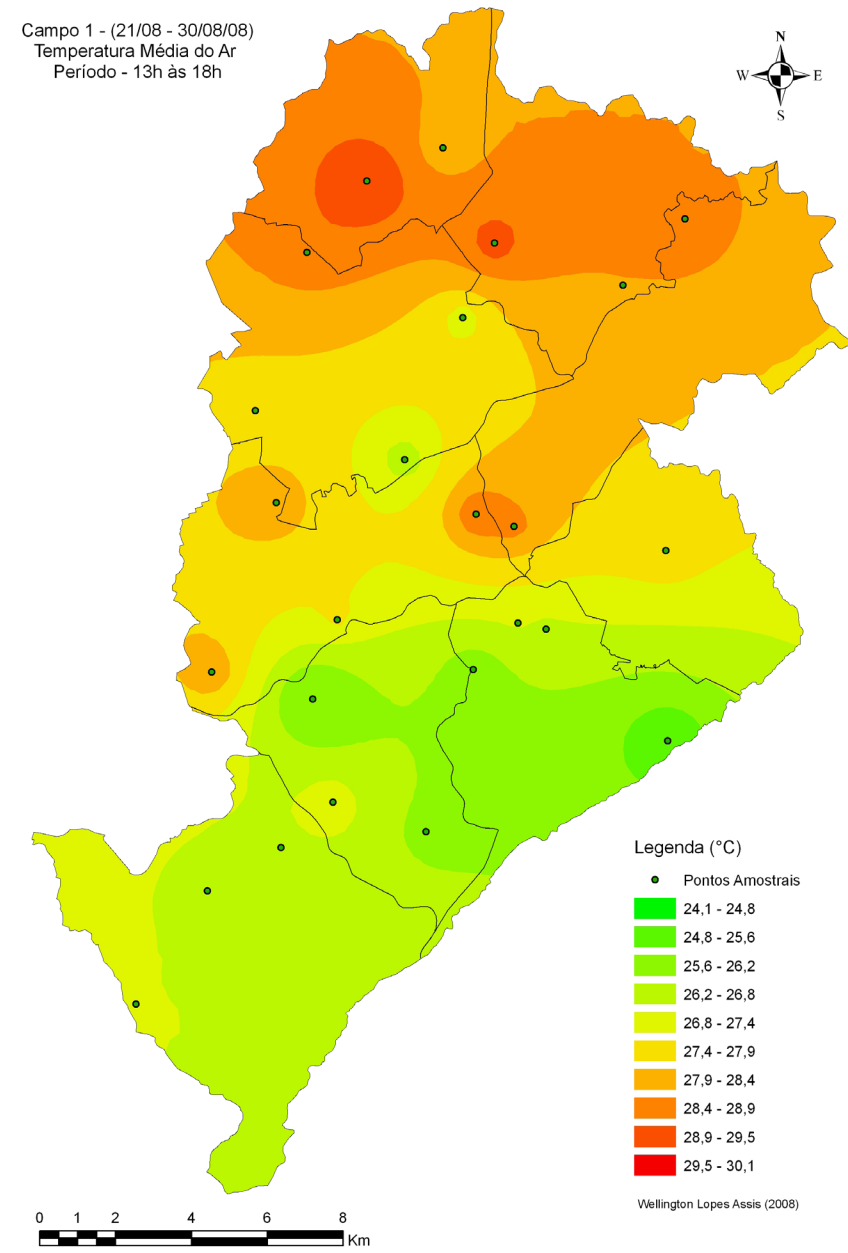 Campo 1 - (21/08 - 30/08/08)
Temperatura Média do Ar
Período - 13h às 18h
N
W E
S
Legenda (°C)
Pontos Amostrais
24,1 - 24,8
24,8 - 25,6
25,6 - 26,2
26,2 - 26,8
26,8 - 27,4
27,4 - 27,9
27,9 - 28,4
28,4 - 28,9
28,9 - 29,5
29,5 - 30,1
Wellington Lopes Assis (2008)
0 1 2 4 6 8
Km